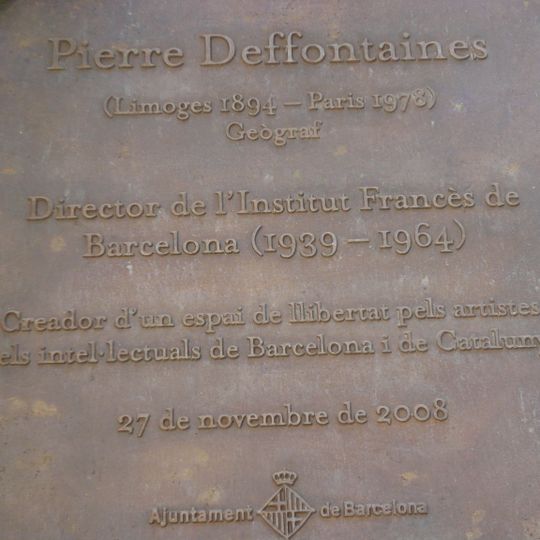 Pierre Deffontaines
(Limoges 1894 – Paris 1978)
Geògraf
Director de l'Institut Francès de
Barcelona (1939 – 1964)
Creador d'un espai de llibertat pels artistes
els intel·lectuals de Barcelona i de Catalun
27 de novembre de 2008
Ajuntament de Barcelona